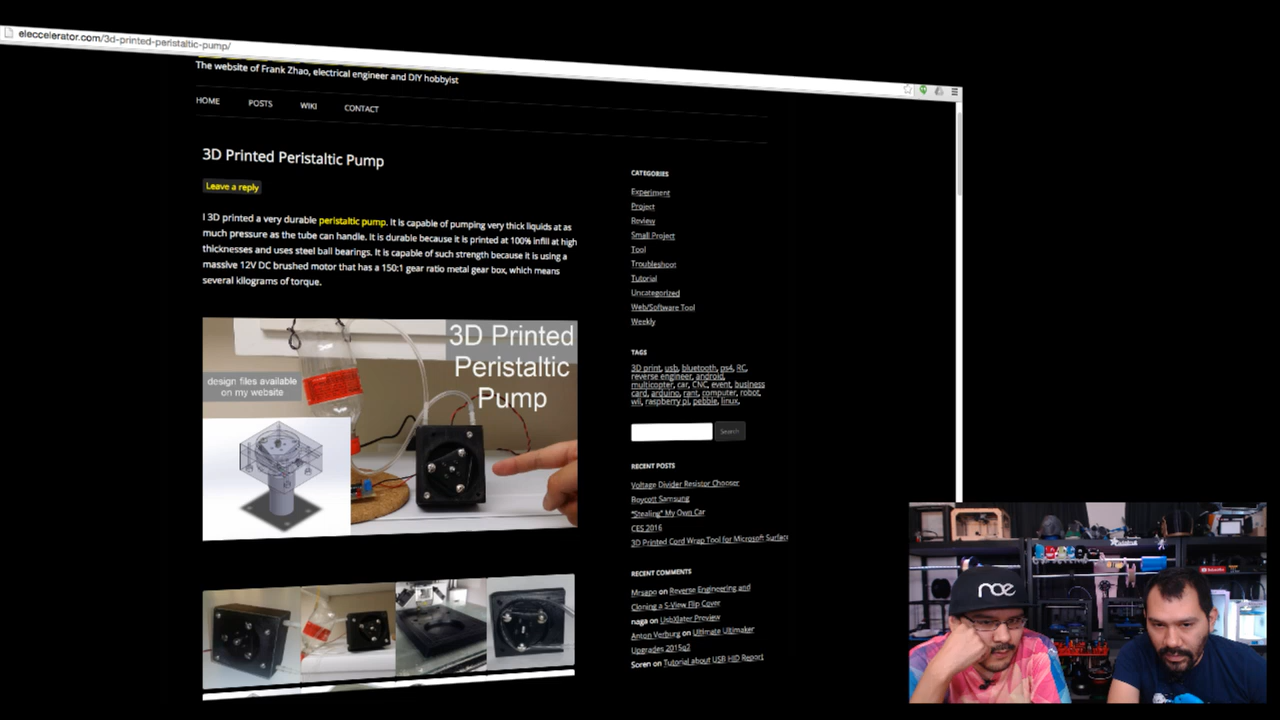 eleccelerator.com/3d-printed-peristaltic-pump/
The website of Frank Zhao, electrical engineer and DIY hobbyist
HOME POSTS WIKI CONTACT
3D Printed Peristaltic Pump
Leave a reply
I 3D printed a very durable peristaltic pump. It is capable of pumping very thick liquids at as
much pressure as the tube can handle. It is durable because it is printed at 100% infill at high
thicknesses and uses steel ball bearings. It is capable of such strength because it is using a
massive 12V DC brushed motor that has a 150:1 gear ratio metal gear box, which means
several kilograms of torque.
3D Printed
Peristaltic
Pump
design files available
on my website
CATEGORIES
Experiment
Project
Review
Small Project
Tool
Troubleshoot
Tutorial
Uncategorized
Web/Software Tool
Weekly
TAGS
3D print, usb, bluetooth, ps4, RC,
reverse engineer, android,
multicopter, car, CNC, event, business
card, arduino, rant, computer, robot,
wii, raspberry pi, pebble, linux,
Search
RECENT POSTS
Voltage Divider Resistor Chooser
Boycott Samsung
"Stealing" My Own Car
CES 2016
3D Printed Cord Wrap Tool for Microsoft Surface
RECENT COMMENTS
Mrsapo on Reverse Engineering and
Cloning a S-View Flip Cover
naga on UsbXlater Preview
Anton Verburg on Ultimate Ultimaker
Upgrades 2015q2
Soren on Tutorial about USB HID Report
noe